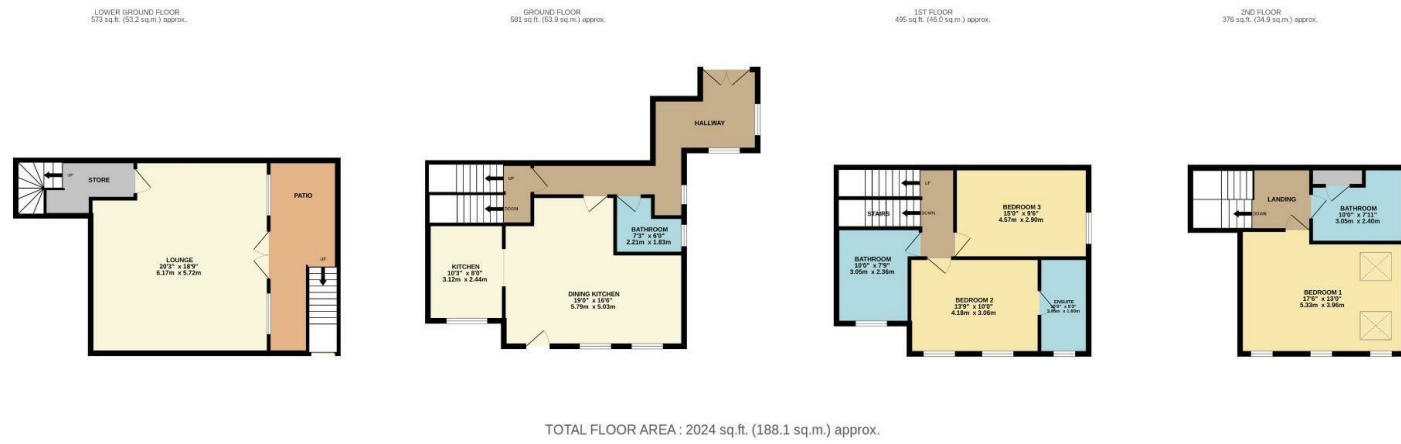 LOWER GROUND FLOOR
573 sq.ft. (53.2 sq.m.) approx.
UP
STORE
PATIO
LOUNGE
20'3" x 18'9"
6.17m x 5.72m
UP
GROUND FLOOR
581 sq.ft. (53.9 sq.m.) approx.
HALLWAY
UP
DOWN
BATHROOM
7'3" x 6'0"
2.21m x 1.83m
KITCHEN
10'3" x 8'0"
3.12m x 2.44m
DINING KITCHEN
19'0" x 16'6"
5.79m x 5.03m
1ST FLOOR
495 sq.ft. (46.0 sq.m.) approx.
UP
STAIRS
DOWN
BEDROOM 3
15'0" x 9'6"
4.57m x 2.90m
BATHROOM
10'0" x 7'9"
3.05m x 2.36m
BEDROOM 2
13'9" x 10'0"
4.18m x 3.06m
ENSUITE
2ND FLOOR
376 sq.ft. (34.9 sq.m.) approx.
LANDING
DOWN
BATHROOM
10'0" x 7'11"
3.05m x 2.40m
BEDROOM 1
17'6" x 13'0"
5.33m x 3.96m
TOTAL FLOOR AREA : 2024 sq.ft. (188.1 sq.m.) approx.